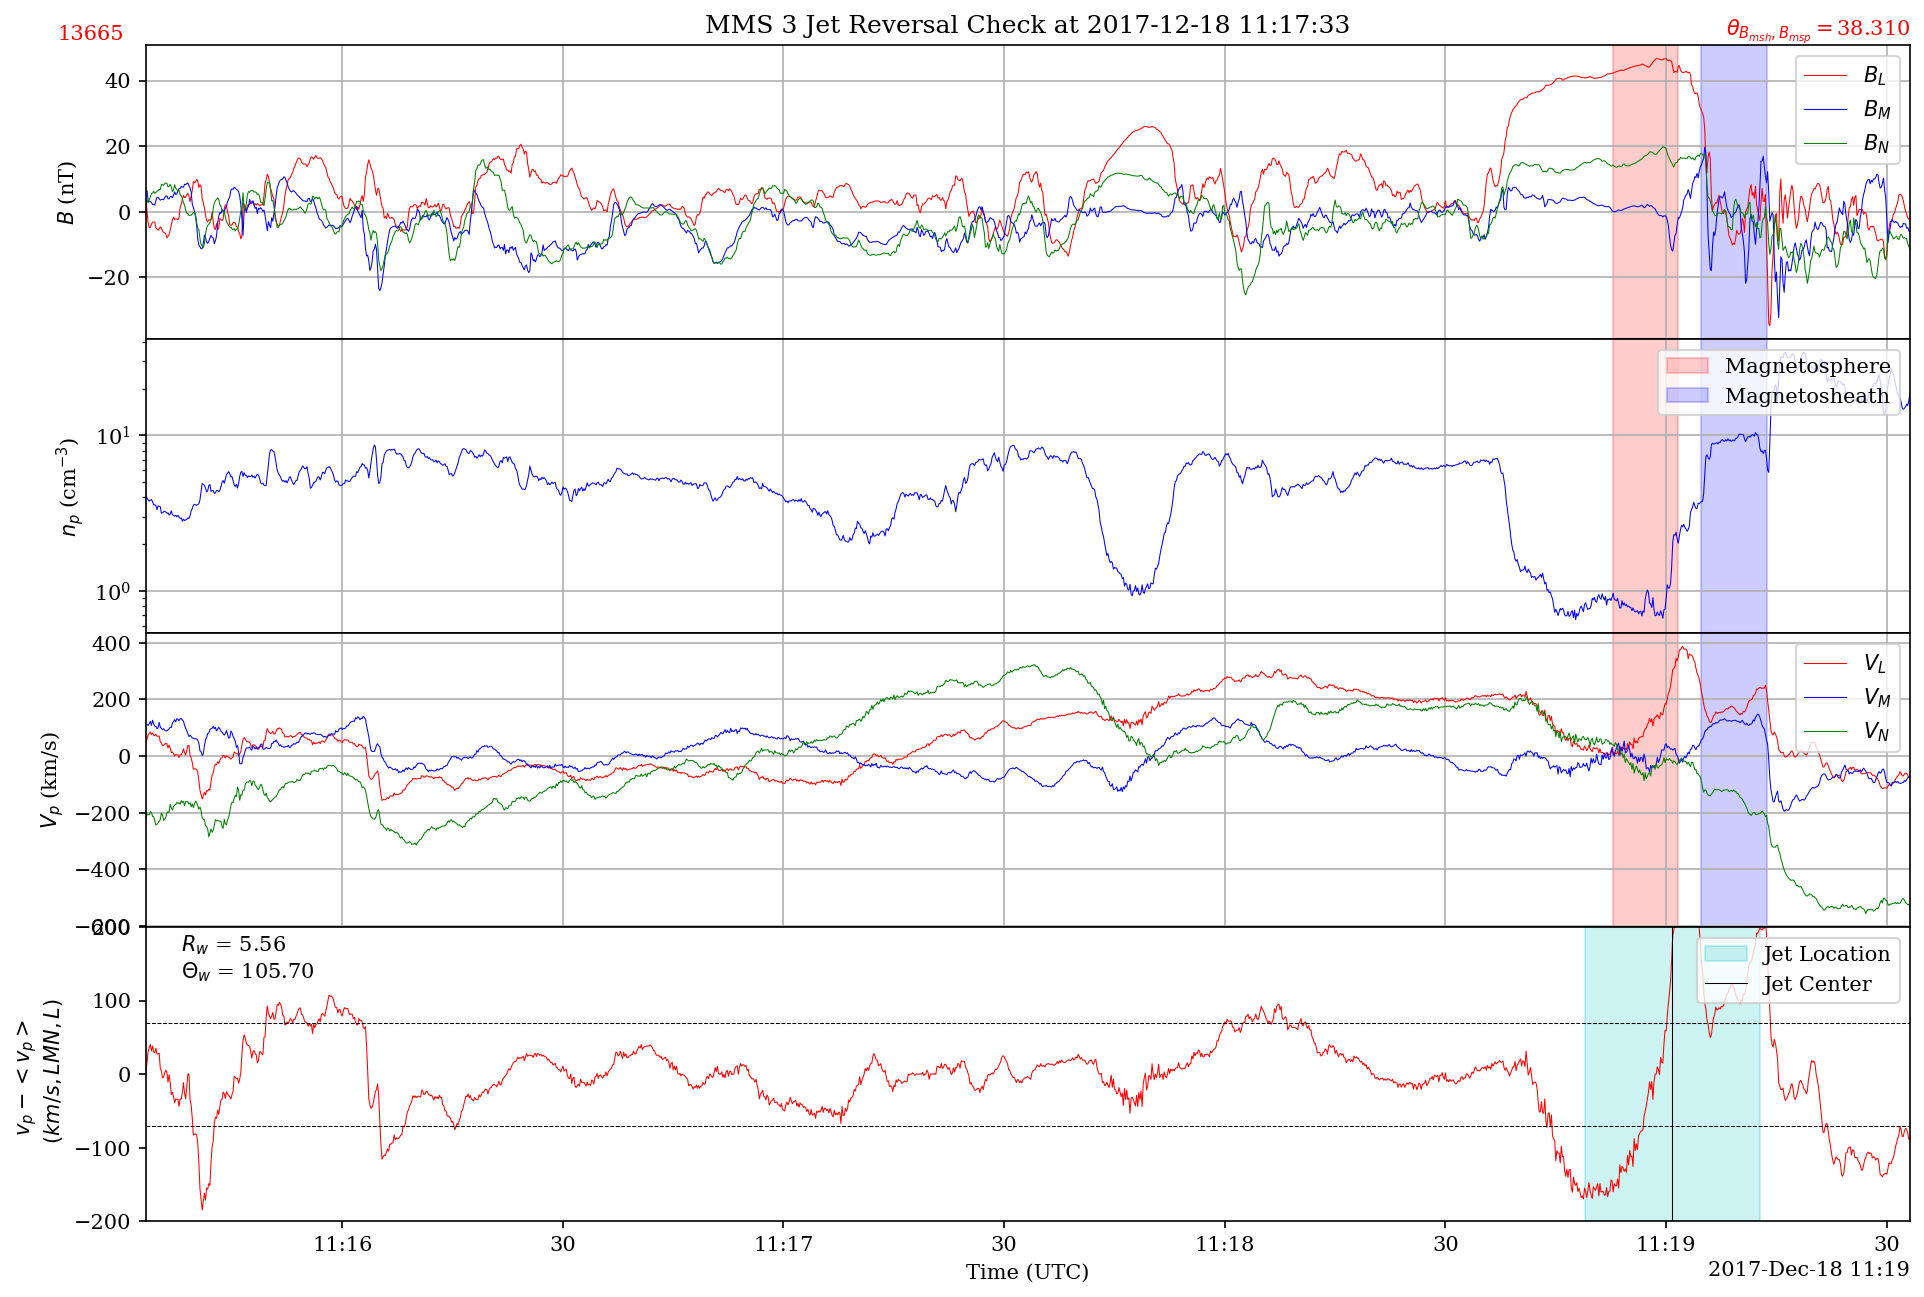 MMS 3 Jet Reversal Check at 2017-12-18 11:17:33
13665
$\theta_{B_{msh}, B_{msp}} = 38.310$
40
20
0
−20
B (nT)
B_L
B_M
B_N
10^1
10^0
n_p (cm^{−3})
Magnetosphere
Magnetosheath
400
200
0
−200
−400
−600
V_p (km/s)
V_L
V_M
V_N
200
100
0
−100
−200
v_p − < v_p >
(km/s, LMN, L)
R_w = 5.56
Θ_w = 105.70
Jet Location
Jet Center
11:16
30
11:17
30
11:18
30
11:19
30
Time (UTC)
2017-Dec-18 11:19